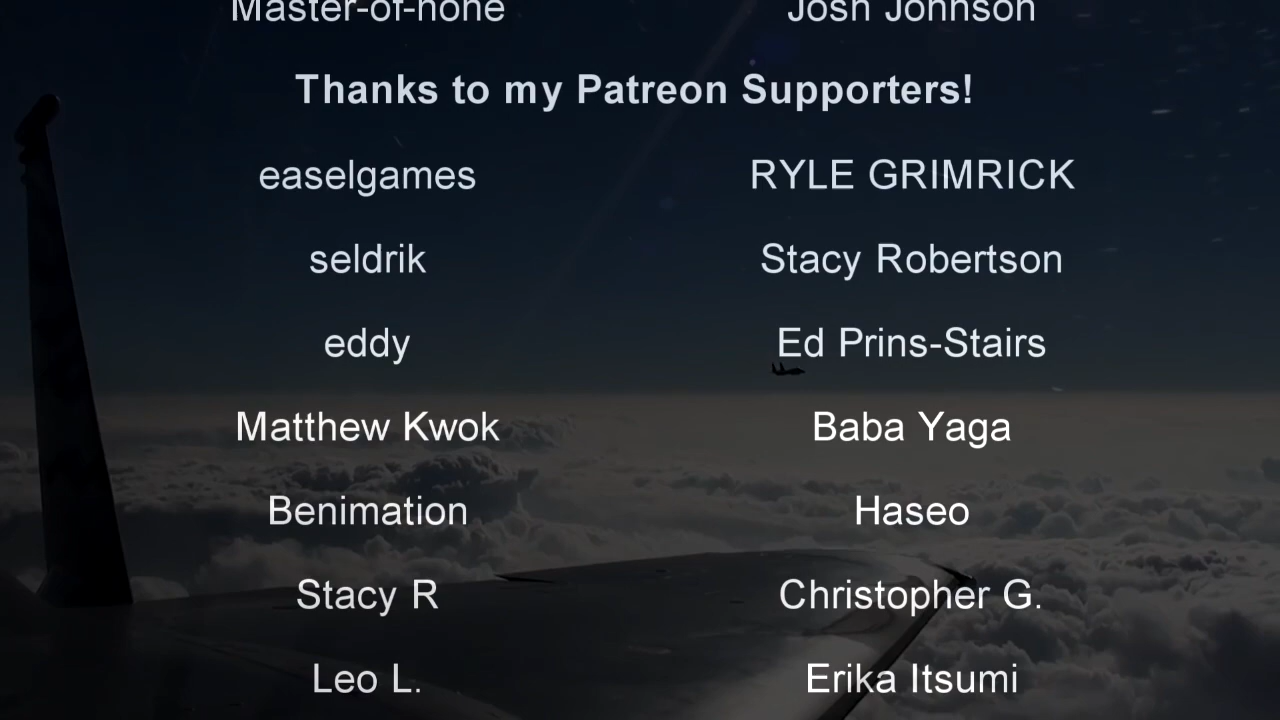 Master-of-none Josh Johnson
Thanks to my Patreon Supporters!
easelgames RYLE GRIMRICK
seldrik Stacy Robertson
eddy Ed Prins-Stairs
Matthew Kwok Baba Yaga
Benimation Haseo
Stacy R Christopher G.
Leo L. Erika Itsumi